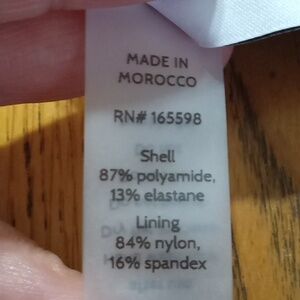 MADE IN
MOROCCO
RN# 165598
Shell
87% polyamide,
13% elastane
Lining
84% nylon,
16% spandex